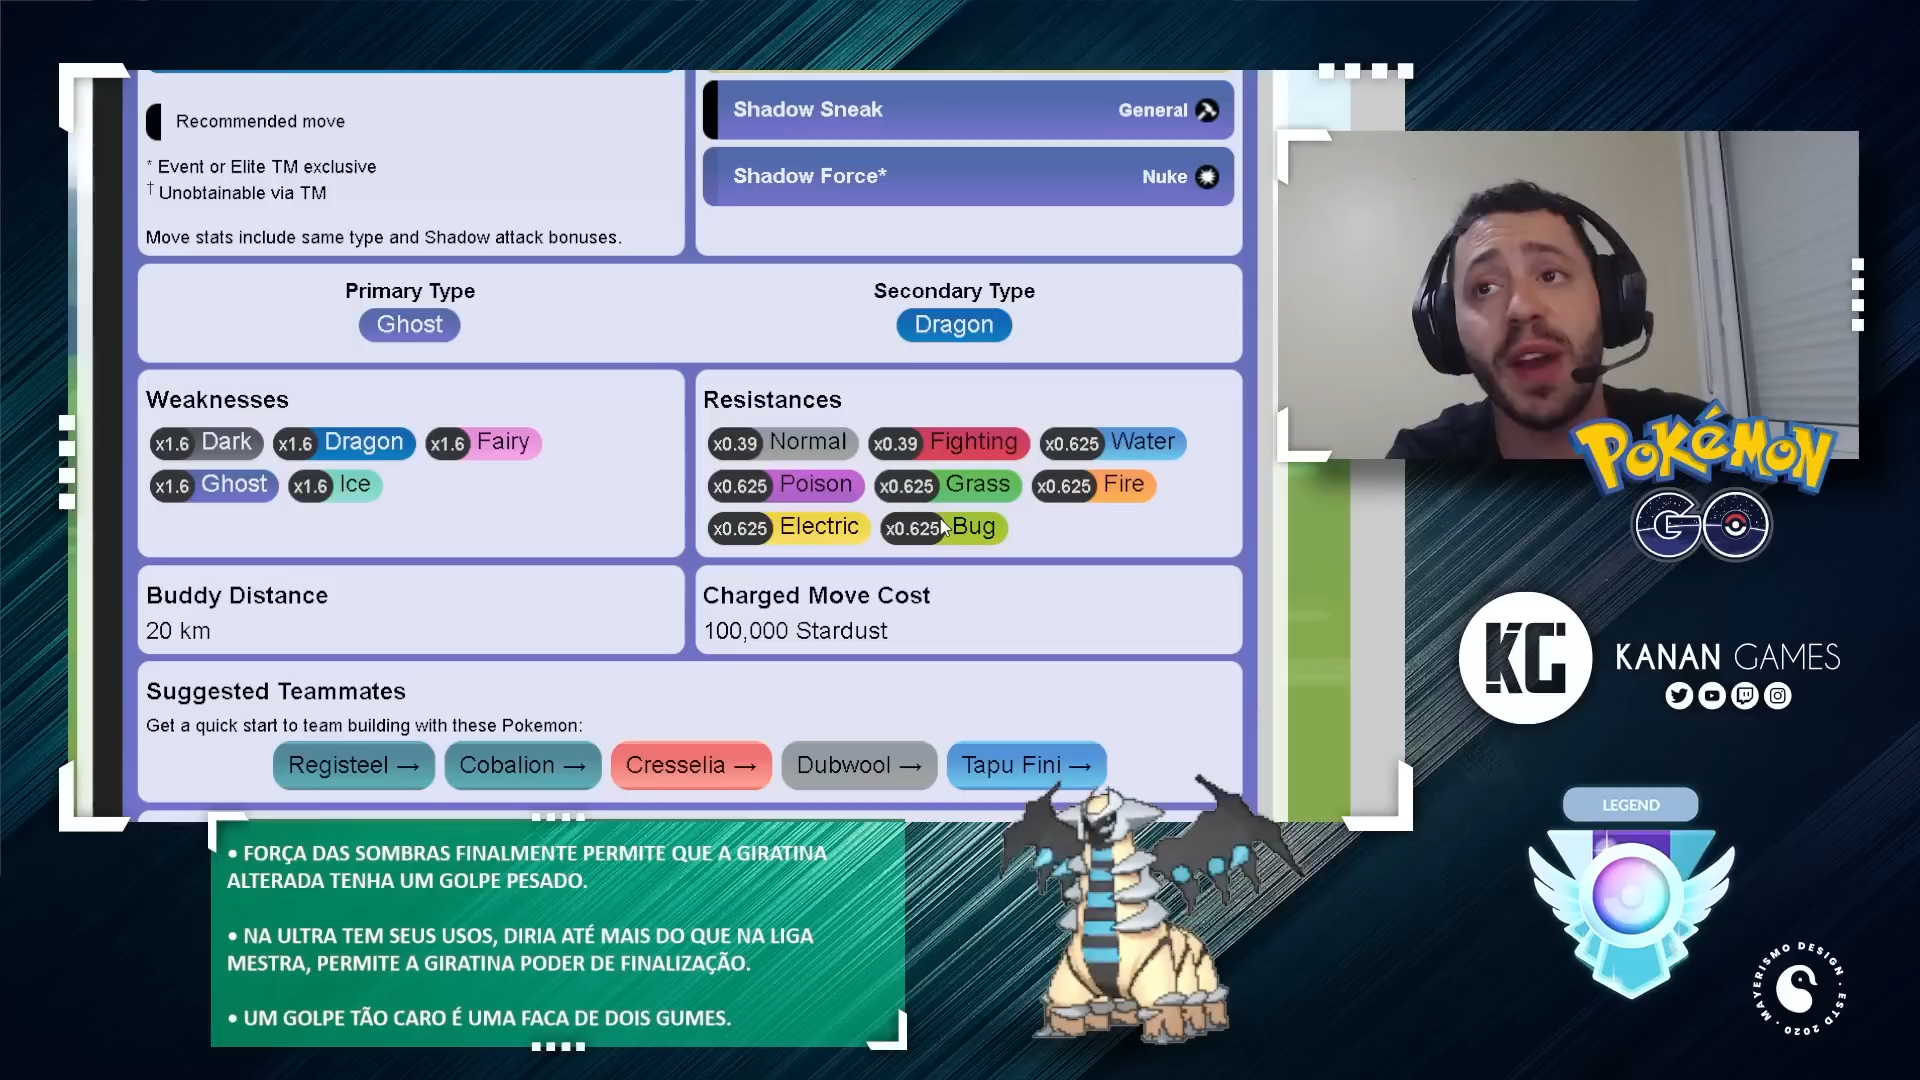 Shadow Sneak General
Recommended move
Shadow Force* Nuke
* Event or Elite TM exclusive
† Unobtainable via TM
Move stats include same type and Shadow attack bonuses.
Primary Type
Ghost
Secondary Type
Dragon
Weaknesses
x1.6 Dark x1.6 Dragon x1.6 Fairy
x1.6 Ghost x1.6 Ice
Resistances
x0.39 Normal x0.39 Fighting x0.625 Water
x0.625 Poison x0.625 Grass x0.625 Fire
x0.625 Electric x0.625 Bug
Buddy Distance
20 km
Charged Move Cost
100,000 Stardust
Suggested Teammates
Get a quick start to team building with these Pokemon:
Registeel → Cobalion → Cresselia → Dubwool → Tapu Fini →
• FORÇA DAS SOMBRAS FINALMENTE PERMITE QUE A GIRATINA
ALTERADA TENHA UM GOLPE PESADO.
• NA ULTRA TEM SEUS USOS, DIRIA ATÉ MAIS DO QUE NA LIGA
MESTRA, PERMITE A GIRATINA PODER DE FINALIZAÇÃO.
• UM GOLPE TÃO CARO É UMA FACA DE DOIS GUMES.
POKéMON
GO
KG
KANAN GAMES
LEGEND
MAYERISMO DESIGN · ESTD 2020 ·